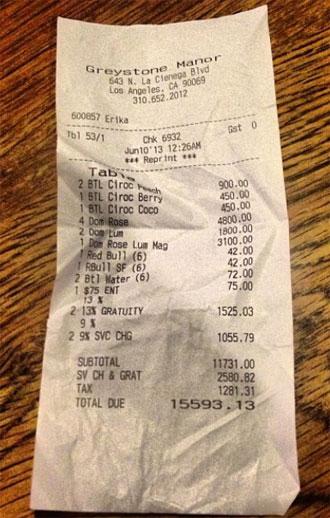 Greystone Manor
643 N. La Cienega Blvd
Los Angeles, CA 90069
310.652.2012
600857 Erika
Tbl 53/1 Chk 6932 Gst 0
Jun10'13 12:26AM
*** Reprint ***
Table
2 BTL Ciroc Peach 900.00
1 BTL Ciroc Berry 450.00
1 BTL Ciroc Coco 450.00
4 Dom Rose 4800.00
2 Dom Lum 1800.00
1 Dom Rose Lum Mag 3100.00
1 Red Bull (6) 42.00
1 RBull SF (6) 42.00
2 Btl Water (6) 72.00
1 $75 ENT 75.00
13 %
2 13% GRATUITY 1525.03
9 %
2 9% SVC CHG 1055.79
SUBTOTAL 11731.00
SV CH & GRAT 2580.82
TAX 1281.31
TOTAL DUE 15593.13